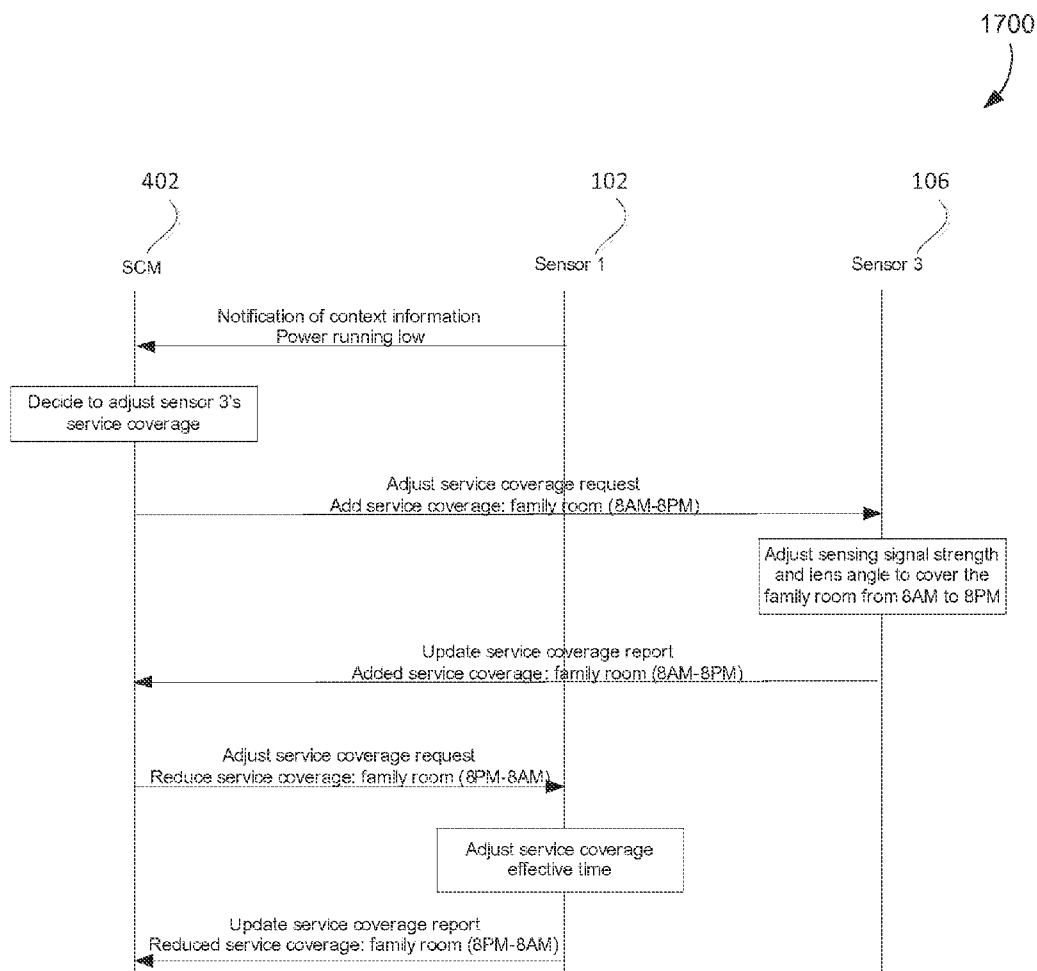 1700
402
102
106
SCM
Sensor 1
Sensor 3
Notification of context information
Power running low
Decide to adjust sensor 3's
service coverage
Adjust service coverage request
Add service coverage: family room (8AM-8PM)
Adjust sensing signal strength
and lens angle to cover the
family room from 8AM to 8PM
Update service coverage report
Added service coverage: family room (8AM-8PM)
Adjust service coverage request
Reduce service coverage: family room (8PM-8AM)
Adjust service coverage
effective time
Update service coverage report
Reduced service coverage: family room (8PM-8AM)